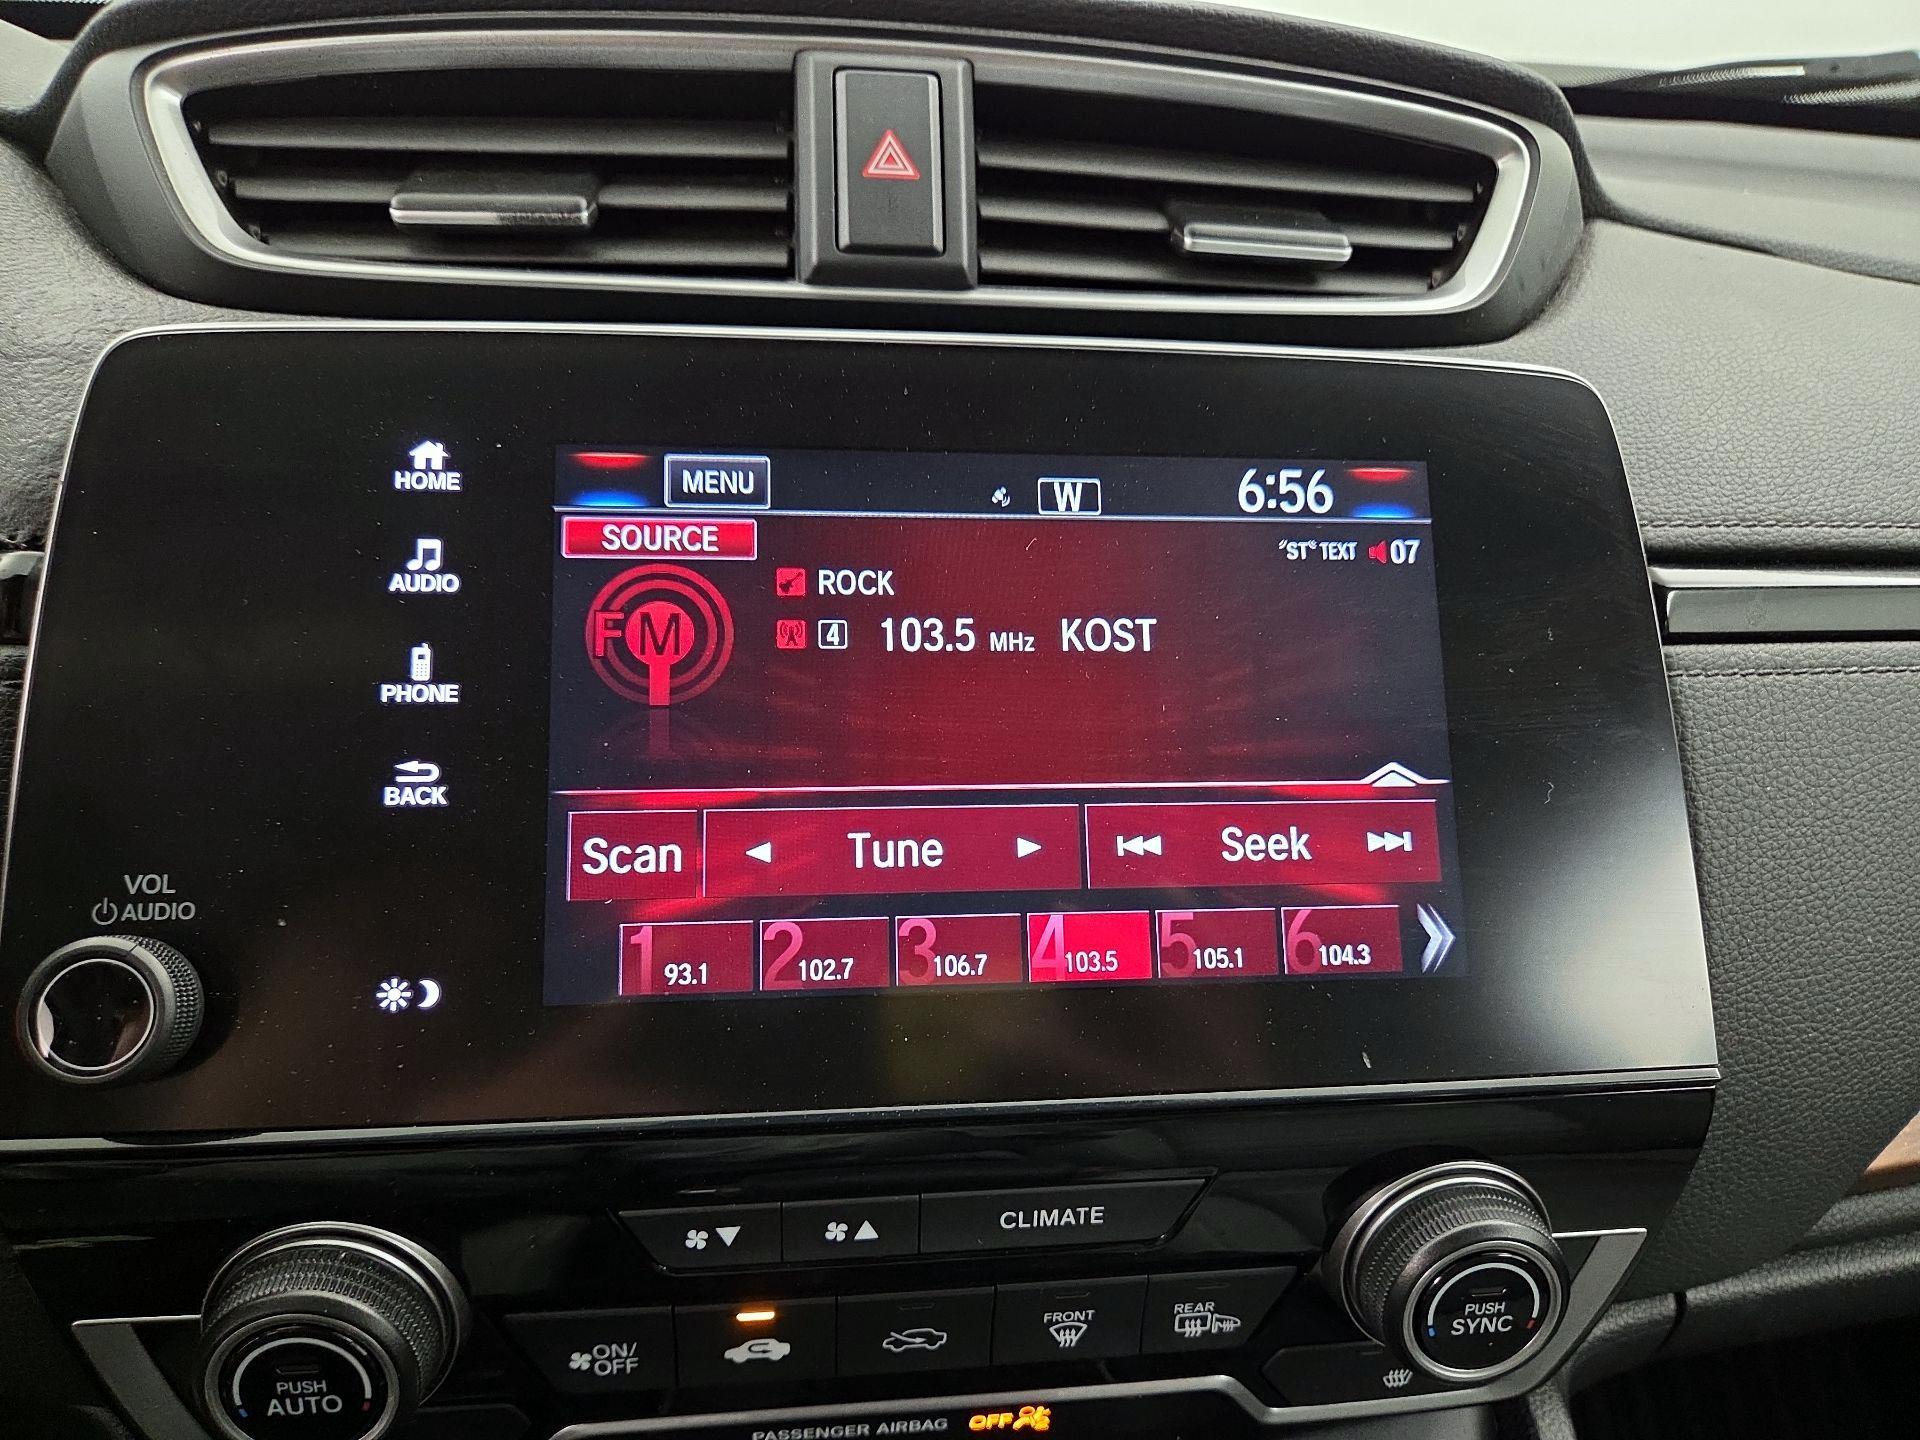 HOME
AUDIO
PHONE
BACK
VOL
AUDIO
MENU
W
6:56
SOURCE
"ST" TEXT 07
FM
ROCK
4 103.5 MHz KOST
Scan Tune Seek
1 93.1 2 102.7 3 106.7 4 103.5 5 105.1 6 104.3
CLIMATE
ON/
OFF
FRONT
REAR
PUSH
AUTO
PUSH
SYNC
PASSENGER AIRBAG OFF